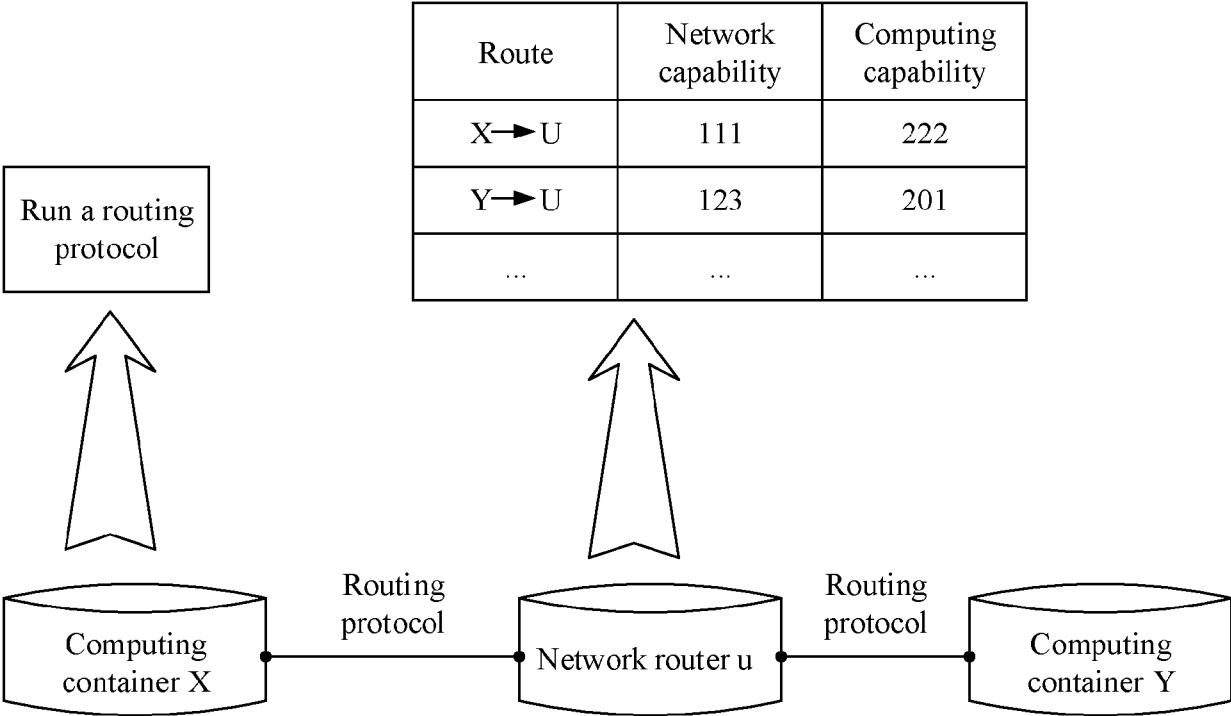 Route
Network
capability
Computing
capability
X→U
111
222
Y→U
123
201
...
...
...
Run a routing
protocol
Routing
protocol
Routing
protocol
Computing
container X
Network router u
Computing
container Y